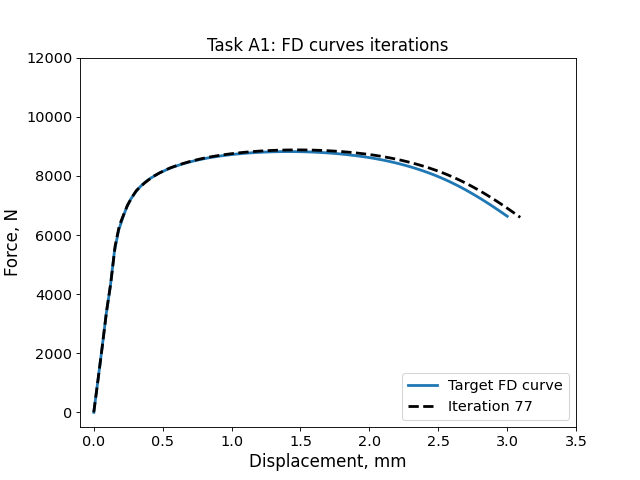 Task A1: FD curves iterations
12000
10000
8000
6000
4000
2000
0
Force, N
Target FD curve
Iteration 77
0.0 0.5 1.0 1.5 2.0 2.5 3.0 3.5
Displacement, mm